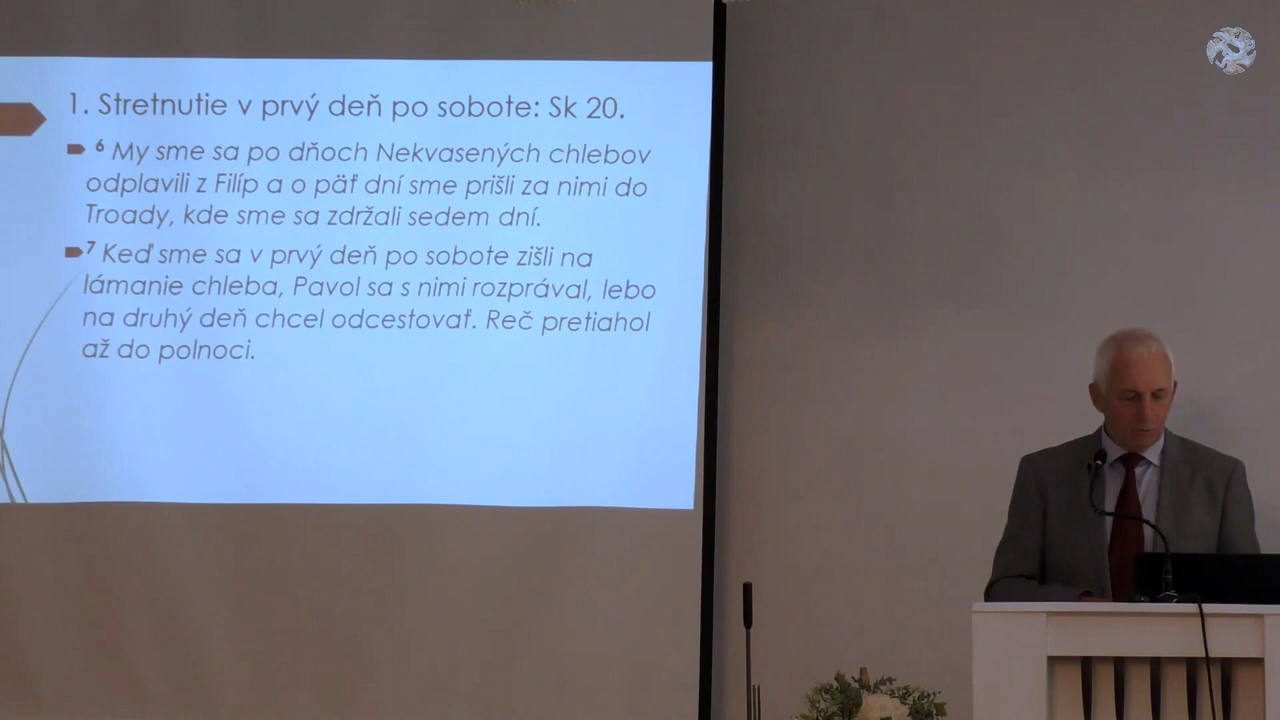 1. Stretnutie v prvý deň po sobote: Sk 20.
6 My sme sa po dňoch Nekvasených chlebov
odplavili z Filíp a o päť dní sme prišli za nimi do
Troady, kde sme sa zdržali sedem dní.
7 Keď sme sa v prvý deň po sobote zišli na
lámanie chleba, Pavol sa s nimi rozprával, lebo
na druhý deň chcel odcestovať. Reč pretiahol
až do polnoci.